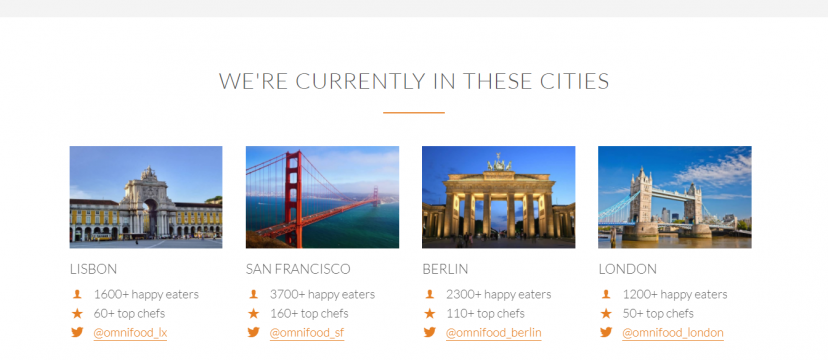 WE'RE CURRENTLY IN THESE CITIES
LISBON
1600+ happy eaters
60+ top chefs
@omnifood_lx
SAN FRANCISCO
3700+ happy eaters
160+ top chefs
@omnifood_sf
BERLIN
2300+ happy eaters
110+ top chefs
@omnifood_berlin
LONDON
1200+ happy eaters
50+ top chefs
@omnifood_london